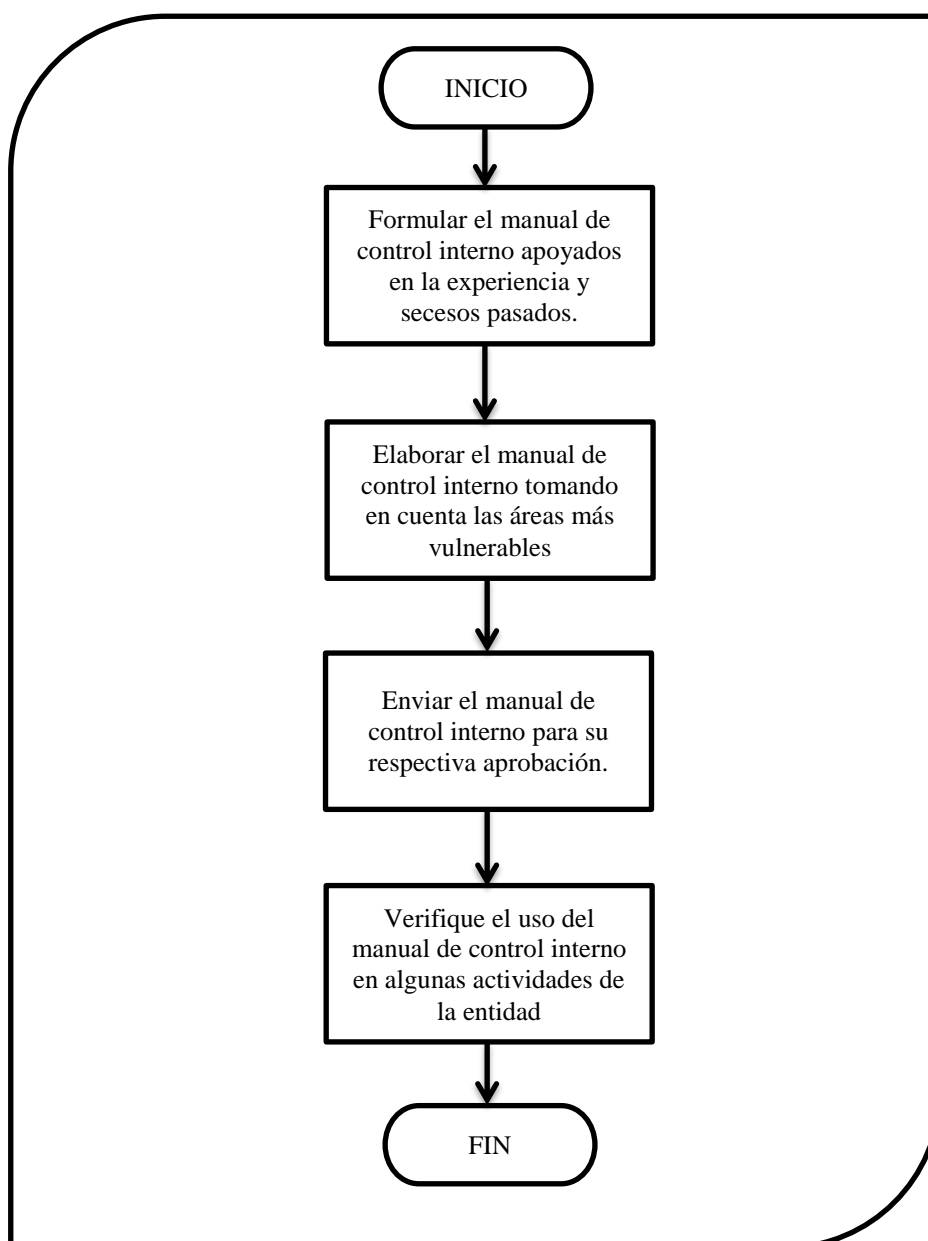 INICIO
Formular el manual de
control interno apoyados
en la experiencia y
secesos pasados.
Elaborar el manual de
control interno tomando
en cuenta las áreas más
vulnerables
Enviar el manual de
control interno para su
respectiva aprobación.
Verifique el uso del
manual de control interno
en algunas actividades de
la entidad
FIN